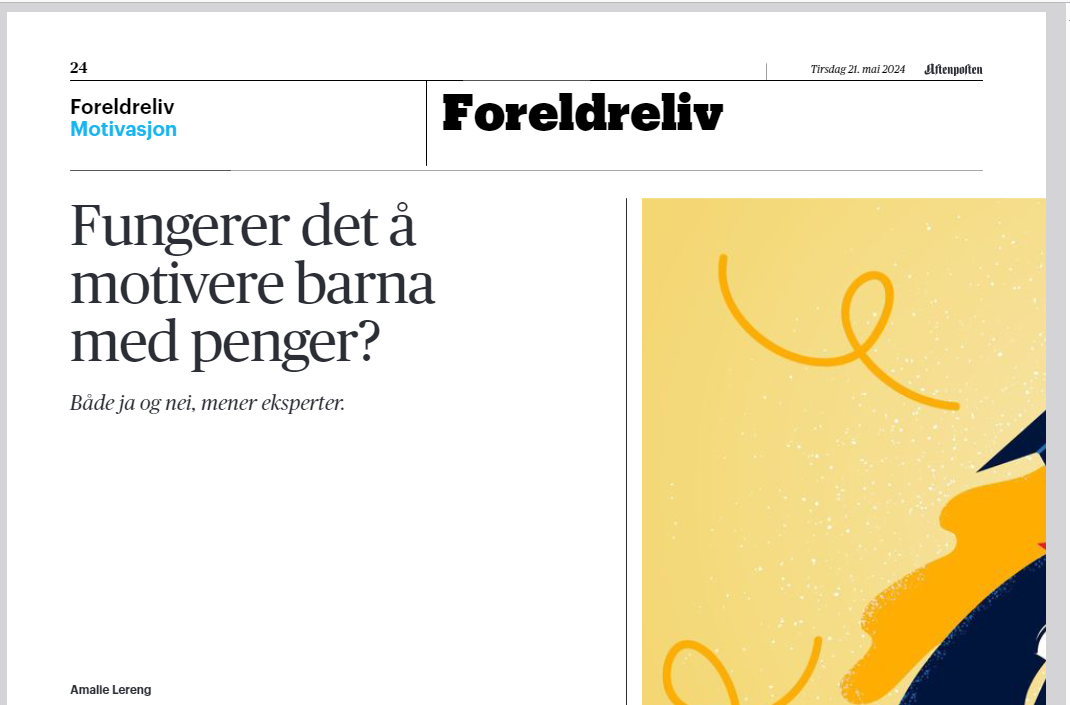 24
Tirsdag 21. mai 2024 Aftenposten
Foreldreliv
Motivasjon
Foreldreliv
Fungerer det å
motivere barna
med penger?
Både ja og nei, mener eksperter.
Amalie Lereng